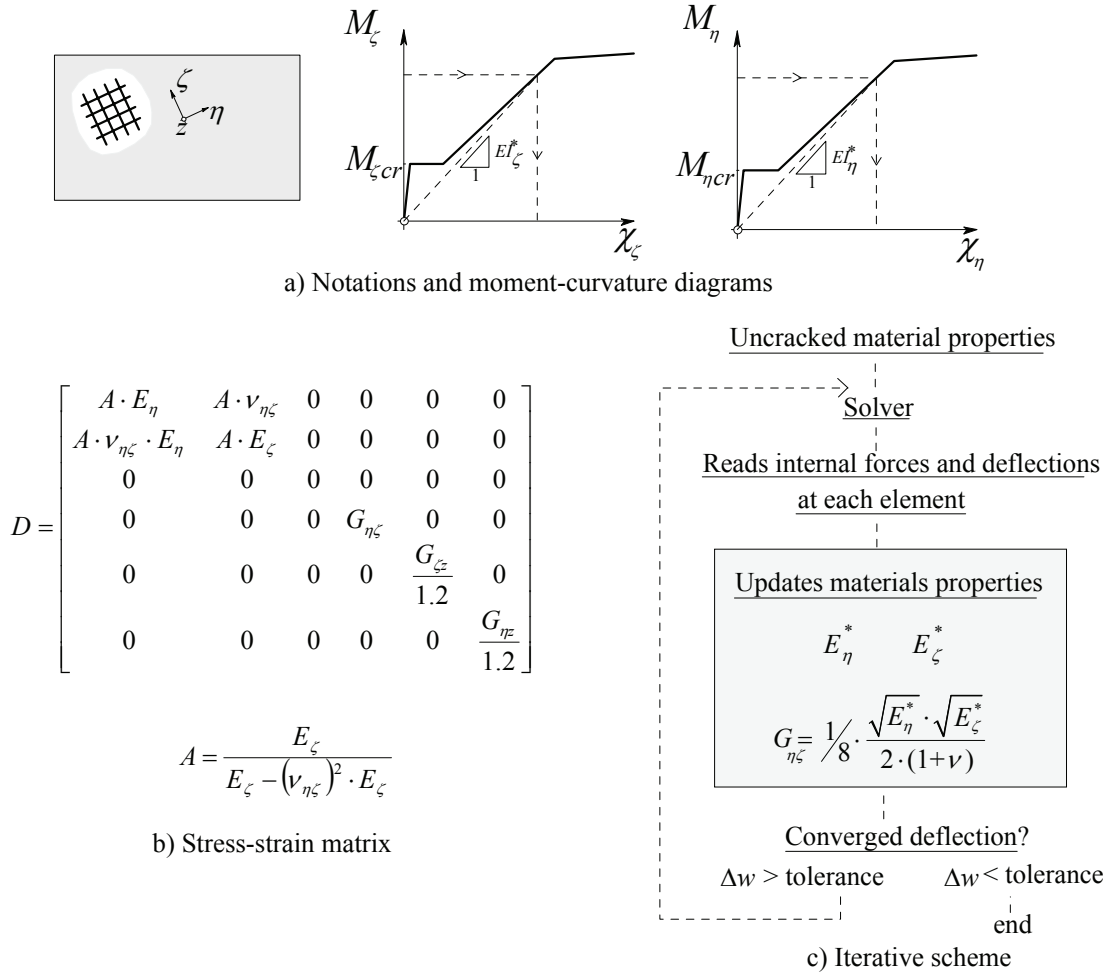 M_ζ
M_η
ζ
η
z
M_ζcr
EI*_ζ
1
χ_ζ
M_ηcr
EI*_η
1
χ_η
a) Notations and moment-curvature diagrams
D =
A · E_η A · ν_ηζ 0 0 0 0
A · ν_ηζ · E_η A · E_ζ 0 0 0 0
0 0 0 0 0 0
0 0 0 G_ηζ 0 0
0 0 0 0 G_ζz/1.2 0
0 0 0 0 0 G_ηz/1.2
A = E_ζ / (E_ζ − (ν_ηζ)² · E_ζ)
b) Stress-strain matrix
Uncracked material properties
Solver
Reads internal forces and deflections
at each element
Updates materials properties
E*_η E*_ζ
G_ηζ = 1/8 · √E*_η · √E*_ζ / 2 · (1+ν)
Converged deflection?
Δw > tolerance Δw < tolerance
end
c) Iterative scheme